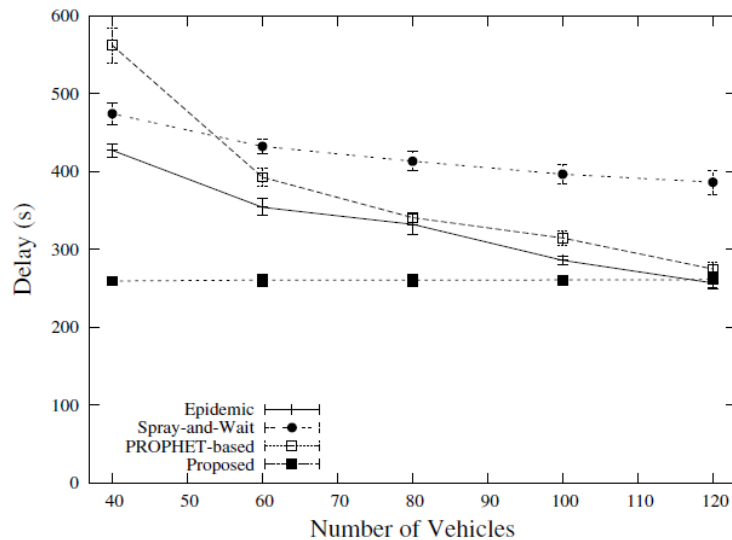 600
500
400
300
200
100
0
Delay (s)
Epidemic
Spray-and-Wait
PROPHET-based
Proposed
40 50 60 70 80 90 100 110 120
Number of Vehicles